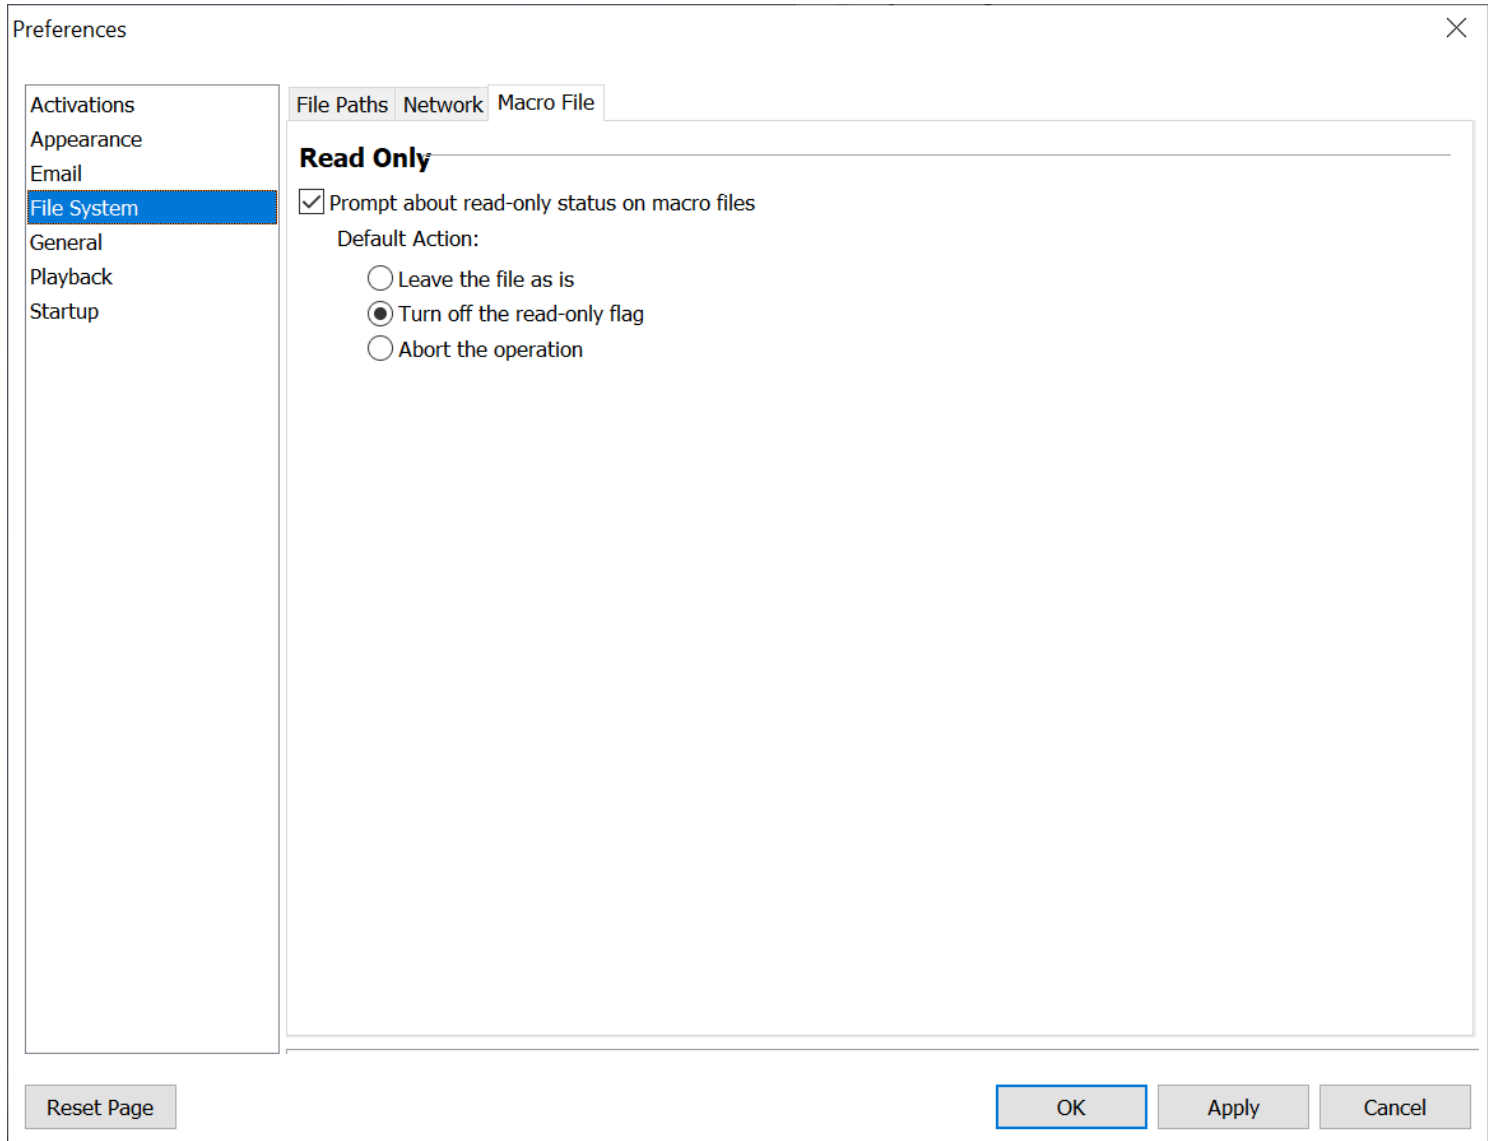 Preferences
Activations
Appearance
Email
File System
General
Playback
Startup
File Paths Network Macro File
Read Only
Prompt about read-only status on macro files
Default Action:
Leave the file as is
Turn off the read-only flag
Abort the operation
Reset Page OK Apply Cancel